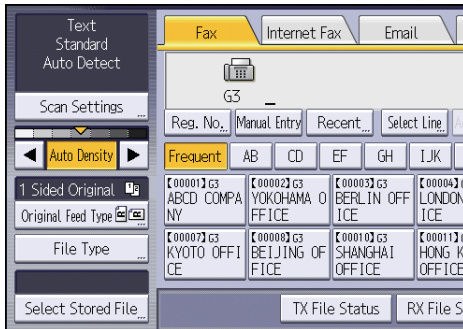 Text
Standard
Auto Detect
Scan Settings
Auto Density
1 Sided Original
Original Feed Type
File Type
Select Stored File
Fax
Internet Fax
Email
G3 _
Reg. No.
Manual Entry
Recent
Select Line
Frequent
AB
CD
EF
GH
IJK
【00001】G3
ABCD COMPA
NY
【00002】G3
YOKOHAMA O
FFICE
【00003】G3
BERLIN OFF
ICE
【00004】
LONDON
ICE
【00007】G3
KYOTO OFFI
CE
【00008】G3
BEIJING OF
FICE
【00010】G3
SHANGHAI
OFFICE
【00011】
HONG K
OFFICE
TX File Status
RX File S